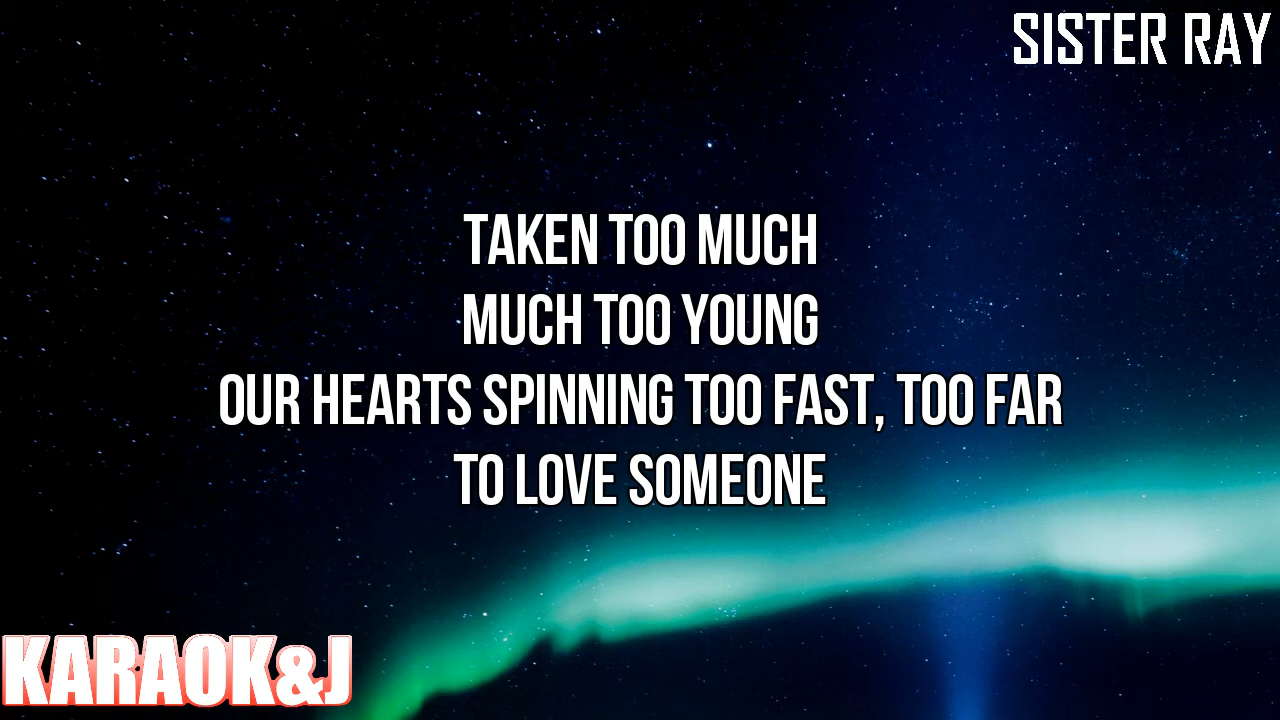 SISTER RAY
TAKEN TOO MUCH
MUCH TOO YOUNG
OUR HEARTS SPINNING TOO FAST, TOO FAR
TO LOVE SOMEONE
KARAOK&J